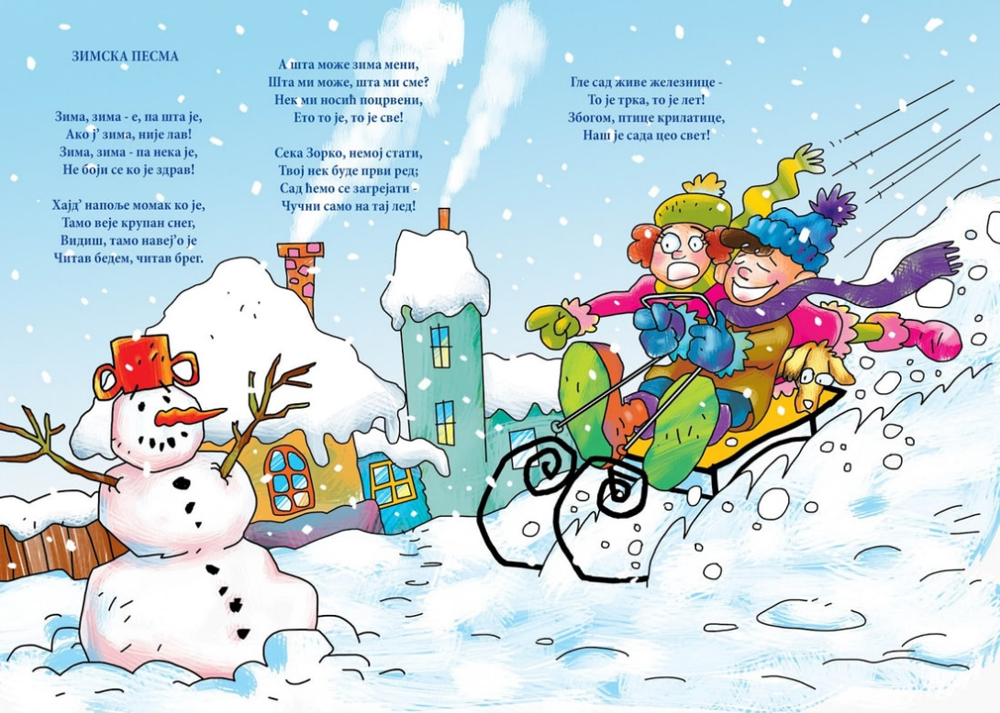 ЗИМСКА ПЕСМА
Зима, зима - е, па шта је,
Ако ј’ зима, није лав!
Зима, зима - па нека је,
Не боји се ко је здрав!
Хајд’ напоље момак ко је,
Тамо веје крупан снег,
Видиш, тамо навеј’о је
Читав бедем, читав брег.
А шта може зима мени,
Шта ми може, шта ми сме?
Нек ми носић поцрвени,
Ето то је, то је све!
Сека Зорко, немој стати,
Твој нек буде први ред;
Сад ћемо се загрејати -
Чучни само на тај лед!
Гле сад живе железнице -
То је трка, то је лет!
Збогом, птице крилатице,
Наш је сада цео свет!